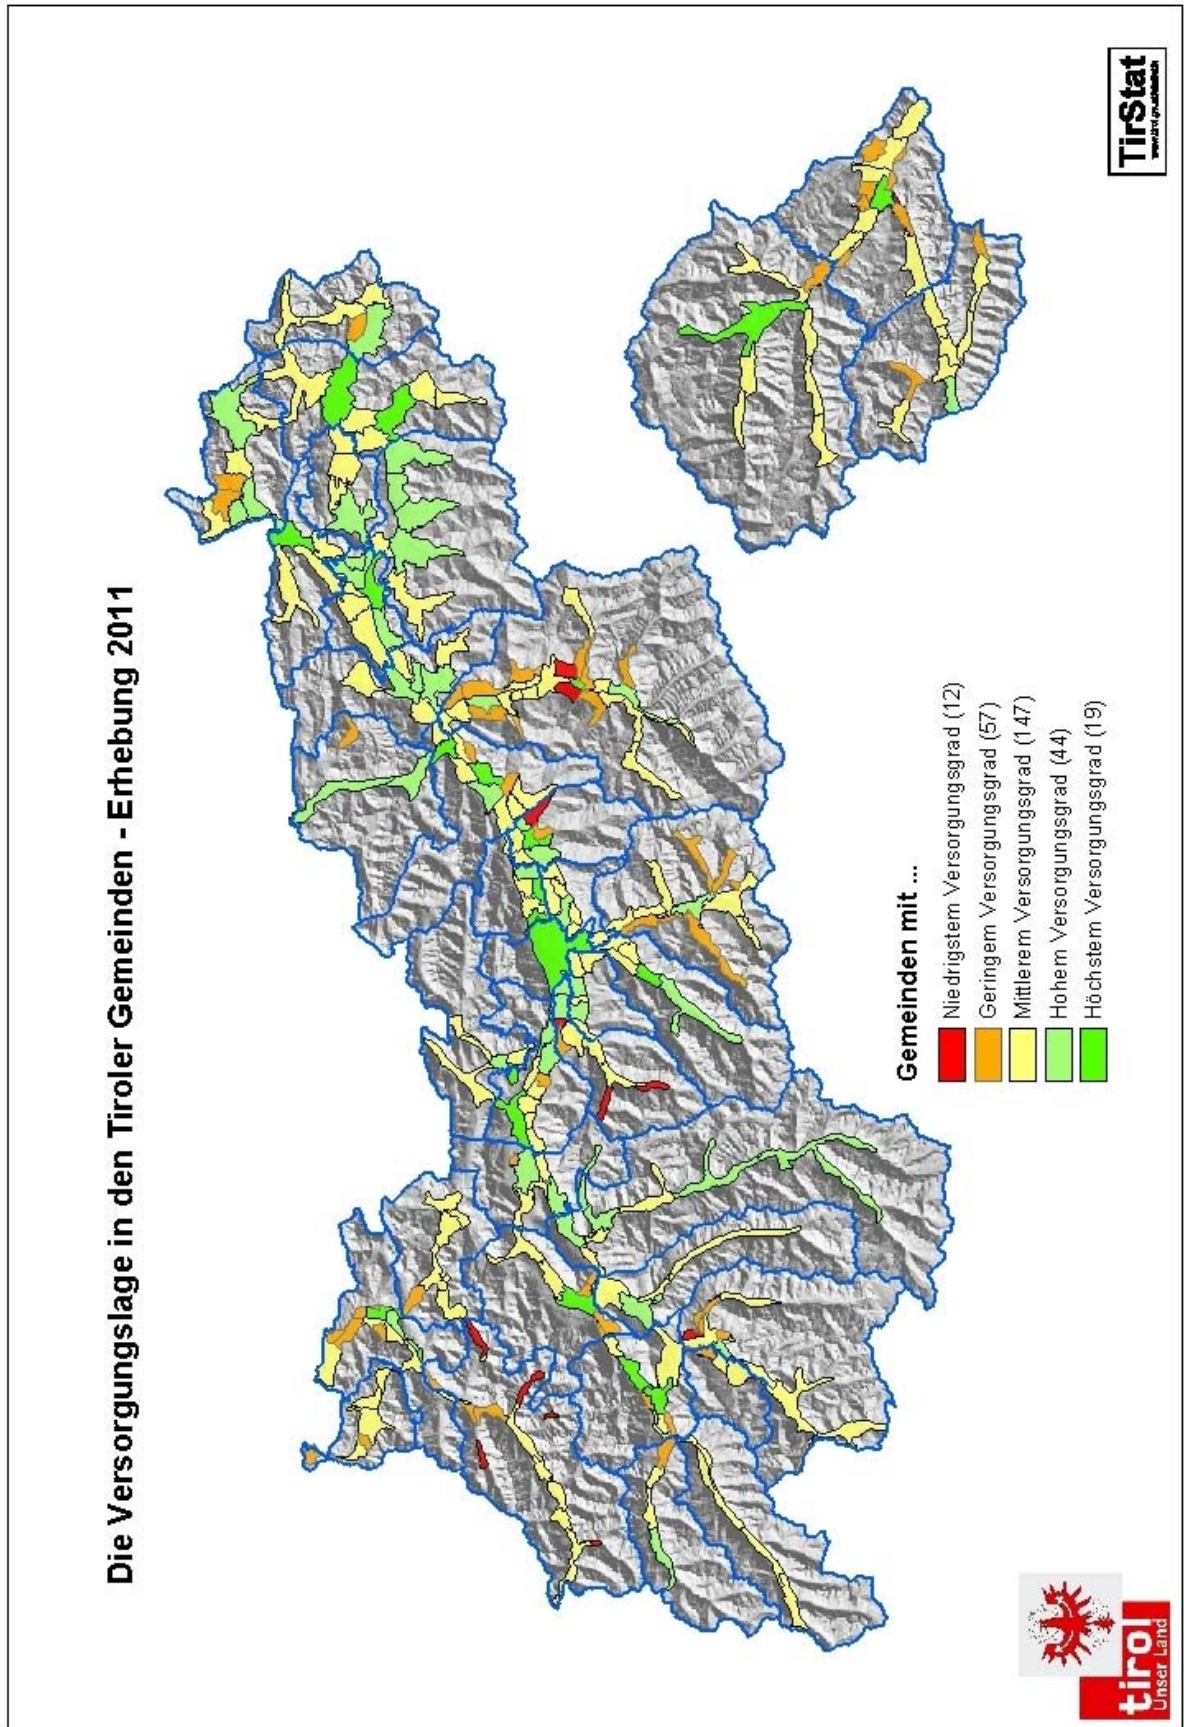 Die Versorgungslage in den Tiroler Gemeinden - Erhebung 2011
Gemeinden mit ...
Niedrigstem Versorgungsgrad (12)
Geringem Versorgungsgrad (57)
Mittlerem Versorgungsgrad (147)
Hohem Versorgungsgrad (44)
Höchstem Versorgungsgrad (19)
tirol
Unser Land
TirStat